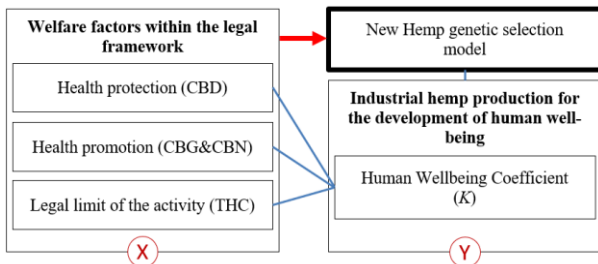 Welfare factors within the legal
framework
Health protection (CBD)
Health promotion (CBG&CBN)
Legal limit of the activity (THC)
X
New Hemp genetic selection
model
Industrial hemp production for
the development of human well-
being
Human Wellbeing Coefficient
(K)
Y